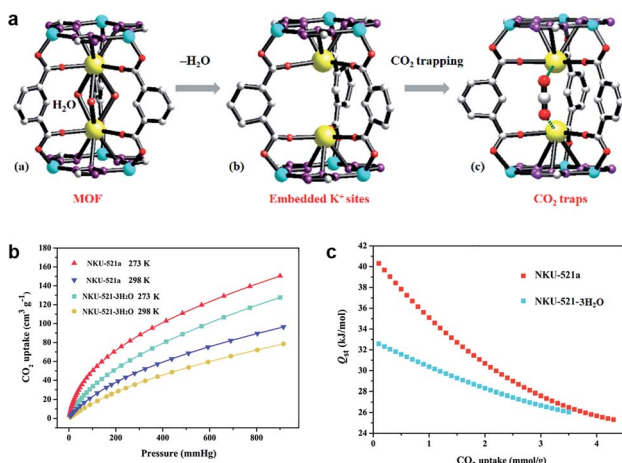 a
–H₂O
CO₂ trapping
H₂O
(a)
(b)
(c)
MOF
Embedded K⁺ sites
CO₂ traps
b
CO₂ uptake (cm³ g⁻¹)
180
160
140
120
100
80
60
40
20
0
NKU-521a 273 K
NKU-521a 298 K
NKU-521-3H₂O 273 K
NKU-521-3H₂O 298 K
0 200 400 600 800
Pressure (mmHg)
c
Qst (kJ/mol)
42
40
38
36
34
32
30
28
26
24
NKU-521a
NKU-521-3H₂O
0 1 2 3 4
CO₂ uptake (mmol/g)